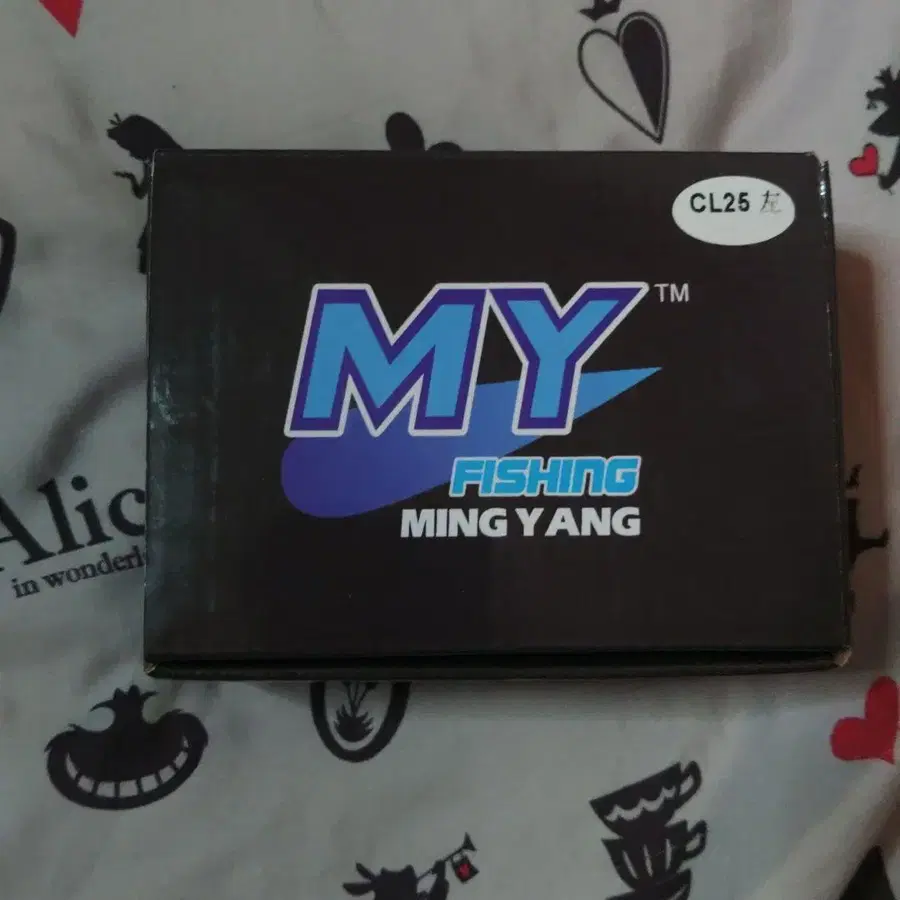 CL25 左
MY™
FISHING
MING YANG
Alic
in wonderl